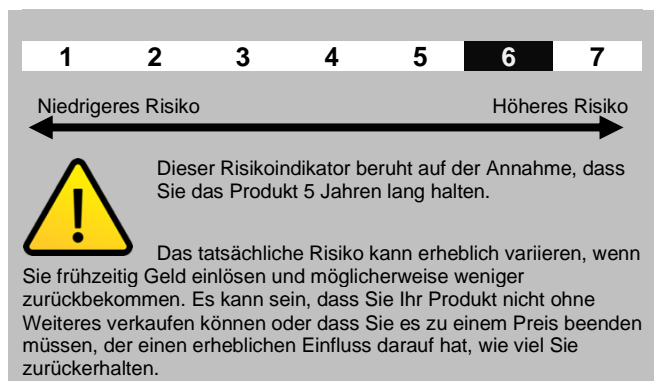 1 2 3 4 5 6 7
Niedrigeres Risiko Höheres Risiko
Dieser Risikoindikator beruht auf der Annahme, dass
Sie das Produkt 5 Jahren lang halten.
Das tatsächliche Risiko kann erheblich variieren, wenn
Sie frühzeitig Geld einlösen und möglicherweise weniger
zurückbekommen. Es kann sein, dass Sie Ihr Produkt nicht ohne
Weiteres verkaufen können oder dass Sie es zu einem Preis beenden
müssen, der einen erheblichen Einfluss darauf hat, wie viel Sie
zurückerhalten.